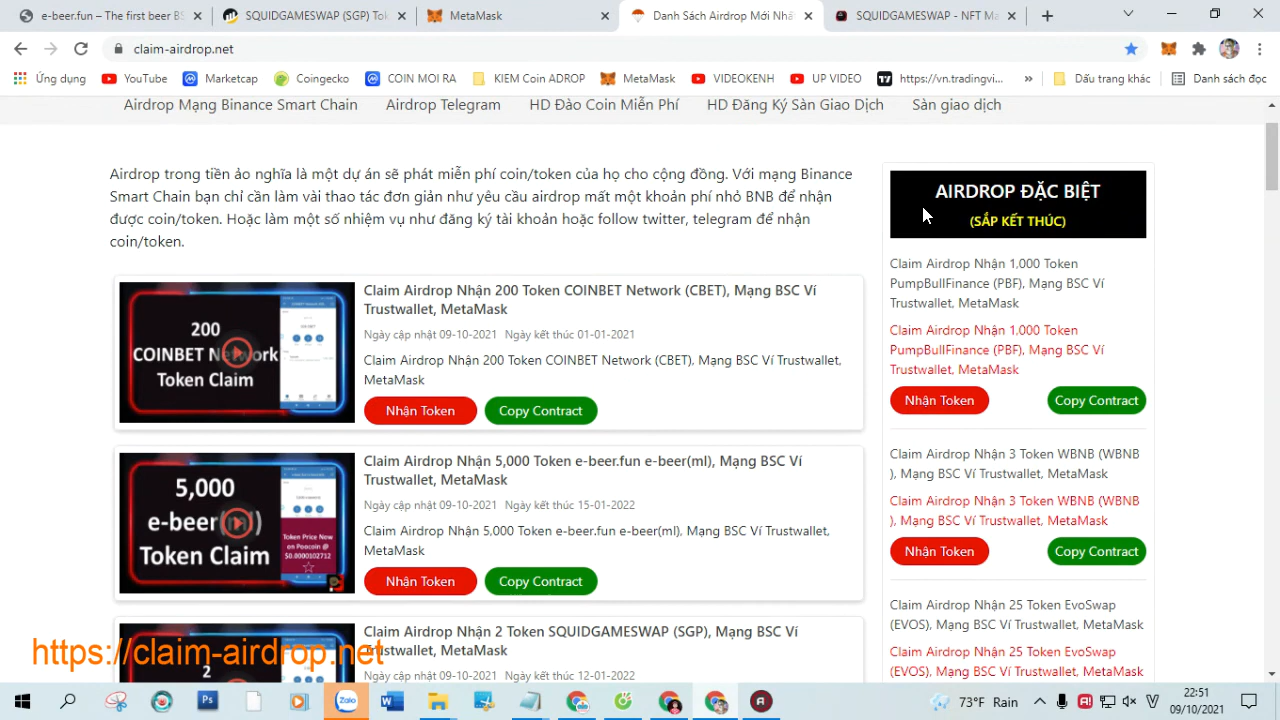 e-beer.fun – The first beer BS
SQUIDGAMESWAP (SGP) To
MetaMask
Danh Sách Airdrop Mới Nhấ
SQUIDGAMESWAP - NFT Ma
claim-airdrop.net
Ứng dụng
YouTube
Marketcap
Coingecko
COIN MOI RA
KIEM Coin ADROP
MetaMask
VIDEOKENH
UP VIDEO
https://vn.tradingvi...
»
Dấu trang khác
Danh sách đọc
Airdrop Mạng Binance Smart Chain
Airdrop Telegram
HD Đào Coin Miễn Phí
HD Đăng Ký Sàn Giao Dịch
Sàn giao dịch
Airdrop trong tiền ảo nghĩa là một dự án sẽ phát miễn phí coin/token của họ cho cộng đồng. Với mạng Binance
Smart Chain bạn chỉ cần làm vài thao tác đơn giản như yêu cầu airdrop mất một khoản phí nhỏ BNB để nhận
được coin/token. Hoặc làm một số nhiệm vụ như đăng ký tài khoản hoặc follow twitter, telegram để nhận
coin/token.
200
COINBET Network
Token Claim
Claim Airdrop Nhận 200 Token COINBET Network (CBET), Mạng BSC Ví
Trustwallet, MetaMask
Ngày cập nhật 09-10-2021 Ngày kết thúc 01-01-2021
Claim Airdrop Nhận 200 Token COINBET Network (CBET), Mạng BSC Ví Trustwallet,
MetaMask
Nhận Token
Copy Contract
5,000
e-beer(ml)
Token Claim
Token Price Now
on Poocoin @
$0.0000102712
Claim Airdrop Nhận 5,000 Token e-beer.fun e-beer(ml), Mạng BSC Ví
Trustwallet, MetaMask
Ngày cập nhật 09-10-2021 Ngày kết thúc 15-01-2022
Claim Airdrop Nhận 5,000 Token e-beer.fun e-beer(ml), Mạng BSC Ví Trustwallet,
MetaMask
Nhận Token
Copy Contract
2
Claim Airdrop Nhận 2 Token SQUIDGAMESWAP (SGP), Mạng BSC Ví
Trustwallet, MetaMask
Ngày cập nhật 09-10-2021 Ngày kết thúc 12-01-2022
https://claim-airdrop.net
AIRDROP ĐẶC BIỆT
(SẮP KẾT THÚC)
Claim Airdrop Nhận 1,000 Token
PumpBullFinance (PBF), Mạng BSC Ví
Trustwallet, MetaMask
Claim Airdrop Nhận 1,000 Token
PumpBullFinance (PBF), Mạng BSC Ví
Trustwallet, MetaMask
Nhận Token
Copy Contract
Claim Airdrop Nhận 3 Token WBNB (WBNB
), Mạng BSC Ví Trustwallet, MetaMask
Claim Airdrop Nhận 3 Token WBNB (WBNB
), Mạng BSC Ví Trustwallet, MetaMask
Nhận Token
Copy Contract
Claim Airdrop Nhận 25 Token EvoSwap
(EVOS), Mạng BSC Ví Trustwallet, MetaMask
Claim Airdrop Nhận 25 Token EvoSwap
(EVOS), Mạng BSC Ví Trustwallet, MetaMask
Zalo
73°F Rain
22:51
09/10/2021